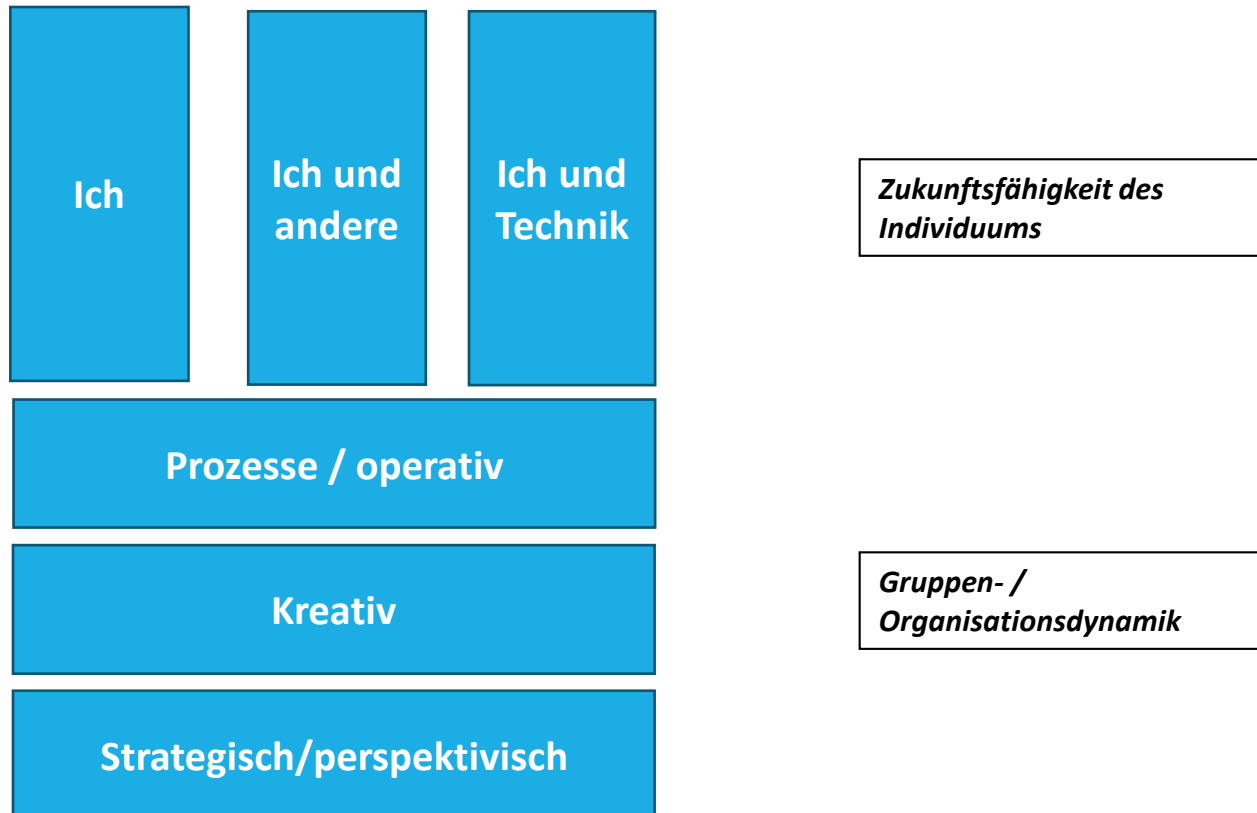 Ich
Ich und
andere
Ich und
Technik
Zukunftsfähigkeit des
Individuums
Prozesse / operativ
Kreativ
Gruppen- /
Organisationsdynamik
Strategisch/perspektivisch